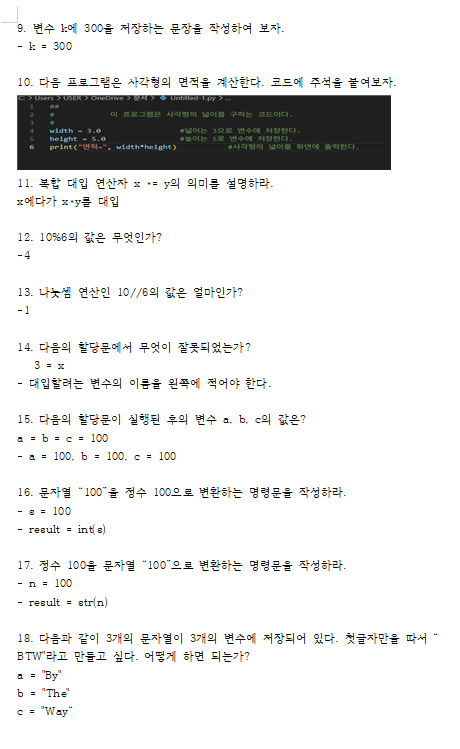 9. 변수 k에 300을 저장하는 문장을 작성하여 보자.
- k = 300
10. 다음 프로그램은 사각형의 면적을 계산한다. 코드에 주석을 붙여보자.
C: > Users > USER > OneDrive > 문서 > Untitled-1.py > ...
1 ##
2 # 이 프로그램은 사각형의 넓이를 구하는 코드이다.
3 #
4 width = 3.0 #넓이는 3으로 변수에 저장한다.
5 height = 5.0 #높이는 5로 변수에 저장한다.
6 print("면적=", width*height) #사각형의 넓이를 화면에 출력한다.
11. 복합 대입 연산자 x *= y의 의미를 설명하라.
x에다가 x*y를 대입
12. 10%6의 값은 무엇인가?
-4
13. 나눗셈 연산인 10//6의 값은 얼마인가?
-1
14. 다음의 할당문에서 무엇이 잘못되었는가?
3 = x
- 대입할려는 변수의 이름을 왼쪽에 적어야 한다.
15. 다음의 할당문이 실행된 후의 변수 a, b, c의 값은?
a = b = c = 100
- a = 100, b = 100, c = 100
16. 문자열 “100”을 정수 100으로 변환하는 명령문을 작성하라.
- s = 100
- result = int(s)
17. 정수 100을 문자열 “100”으로 변환하는 명령문을 작성하라.
- n = 100
- result = str(n)
18. 다음과 같이 3개의 문자열이 3개의 변수에 저장되어 있다. 첫글자만을 따서 “
BTW"라고 만들고 싶다. 어떻게 하면 되는가?
a = "By"
b = "The"
c = "Way"